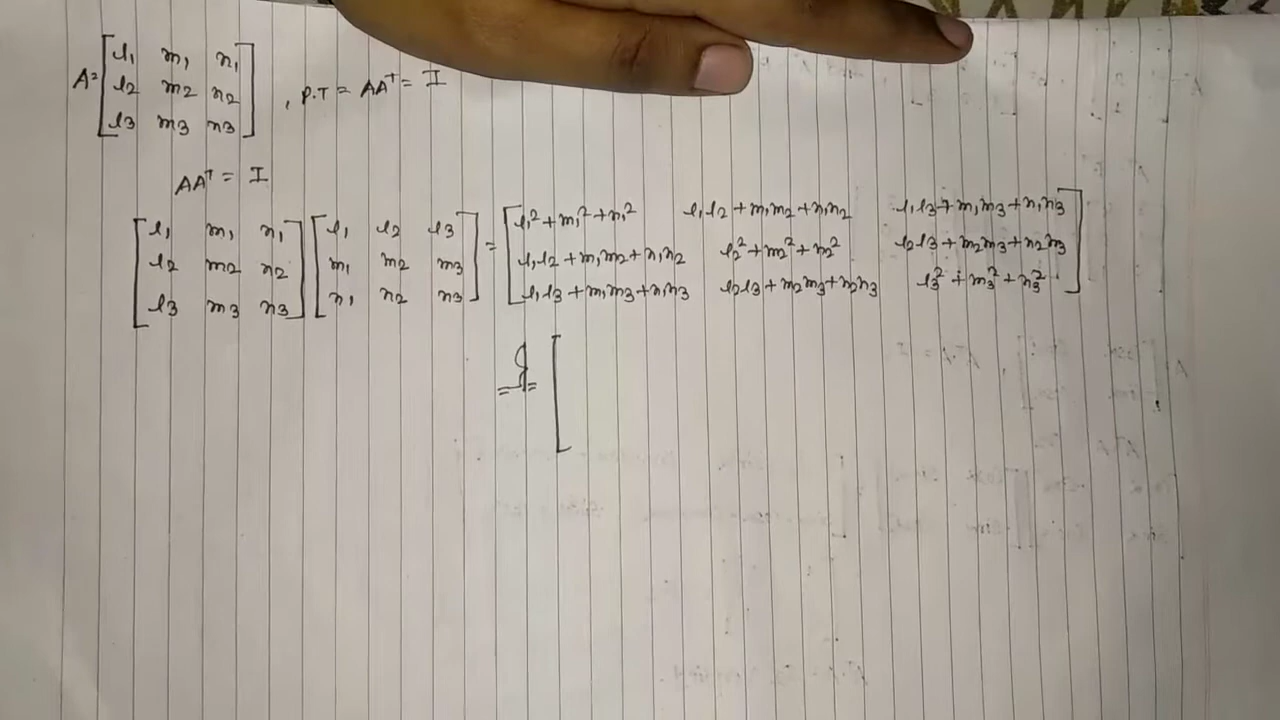 A = [ l₁ m₁ n₁
l₂ m₂ n₂
l₃ m₃ n₃ ] , P.T = AAᵀ = I
AAᵀ = I
[ l₁ m₁ n₁ ] [ l₁ l₂ l₃ ] = [ l₁² + m₁² + n₁² l₁l₂ + m₁m₂ + n₁n₂ l₁l₃ + m₁m₃ + n₁n₃ ]
[ l₂ m₂ n₂ ] [ m₁ m₂ m₃ ] [ l₁l₂ + m₁m₂ + n₁n₂ l₂² + m₂² + n₂² l₂l₃ + m₂m₃ + n₂n₃ ]
[ l₃ m₃ n₃ ] [ n₁ n₂ n₃ ] [ l₁l₃ + m₁m₃ + n₁n₃ l₂l₃ + m₂m₃ + n₂n₃ l₃² + m₃² + n₃² ]
= [